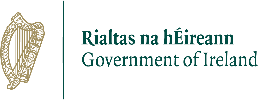 Rialtas na hÉireann
Government of Ireland